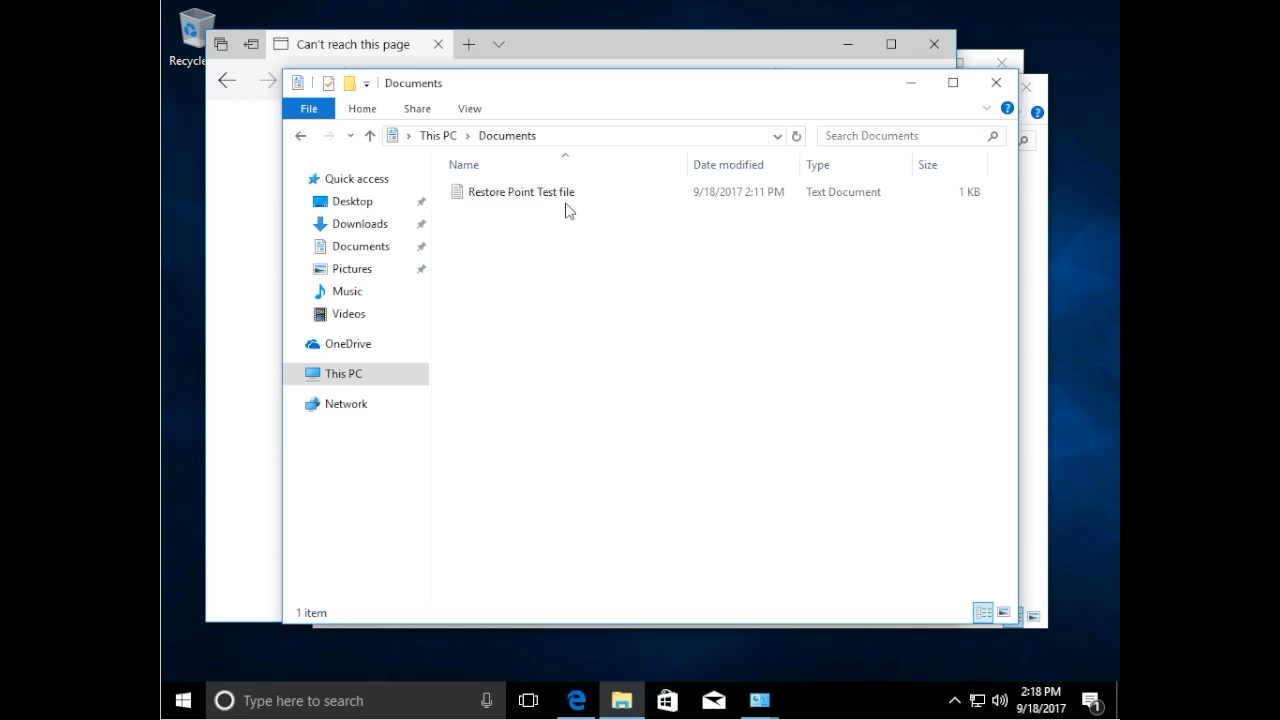 Recycle
Can't reach this page
Documents
File Home Share View
This PC > Documents
Search Documents
Name Date modified Type Size
Restore Point Test file 9/18/2017 2:11 PM Text Document 1 KB
Quick access
Desktop
Downloads
Documents
Pictures
Music
Videos
OneDrive
This PC
Network
1 item
Type here to search
2:18 PM
9/18/2017
1